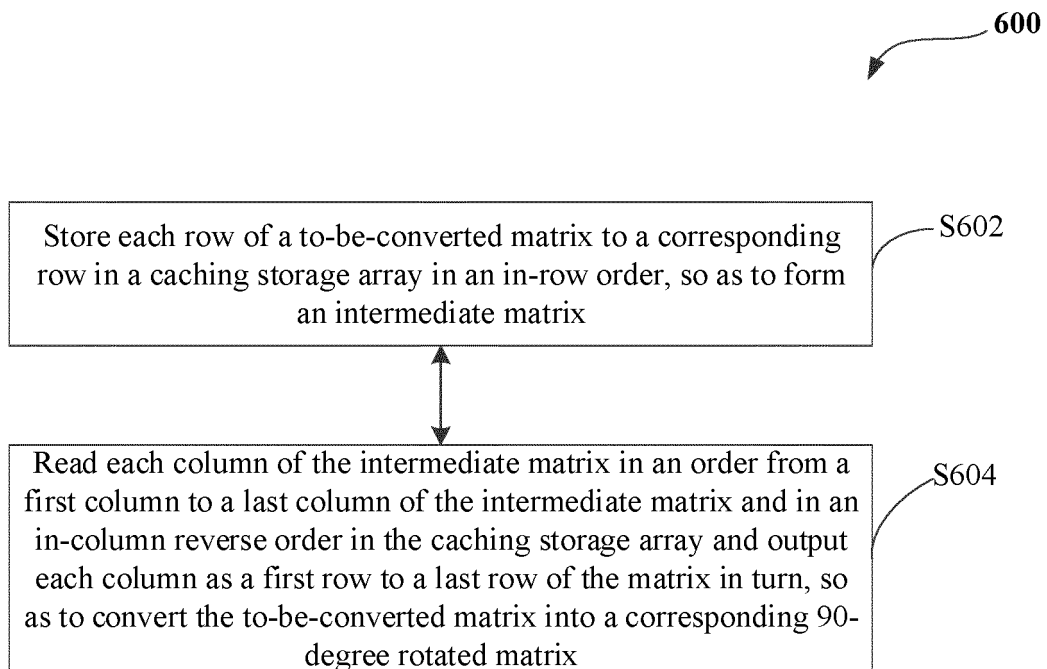 600
Store each row of a to-be-converted matrix to a corresponding
row in a caching storage array in an in-row order, so as to form
an intermediate matrix
S602
Read each column of the intermediate matrix in an order from a
first column to a last column of the intermediate matrix and in an
in-column reverse order in the caching storage array and output
each column as a first row to a last row of the matrix in turn, so
as to convert the to-be-converted matrix into a corresponding 90-
degree rotated matrix
S604